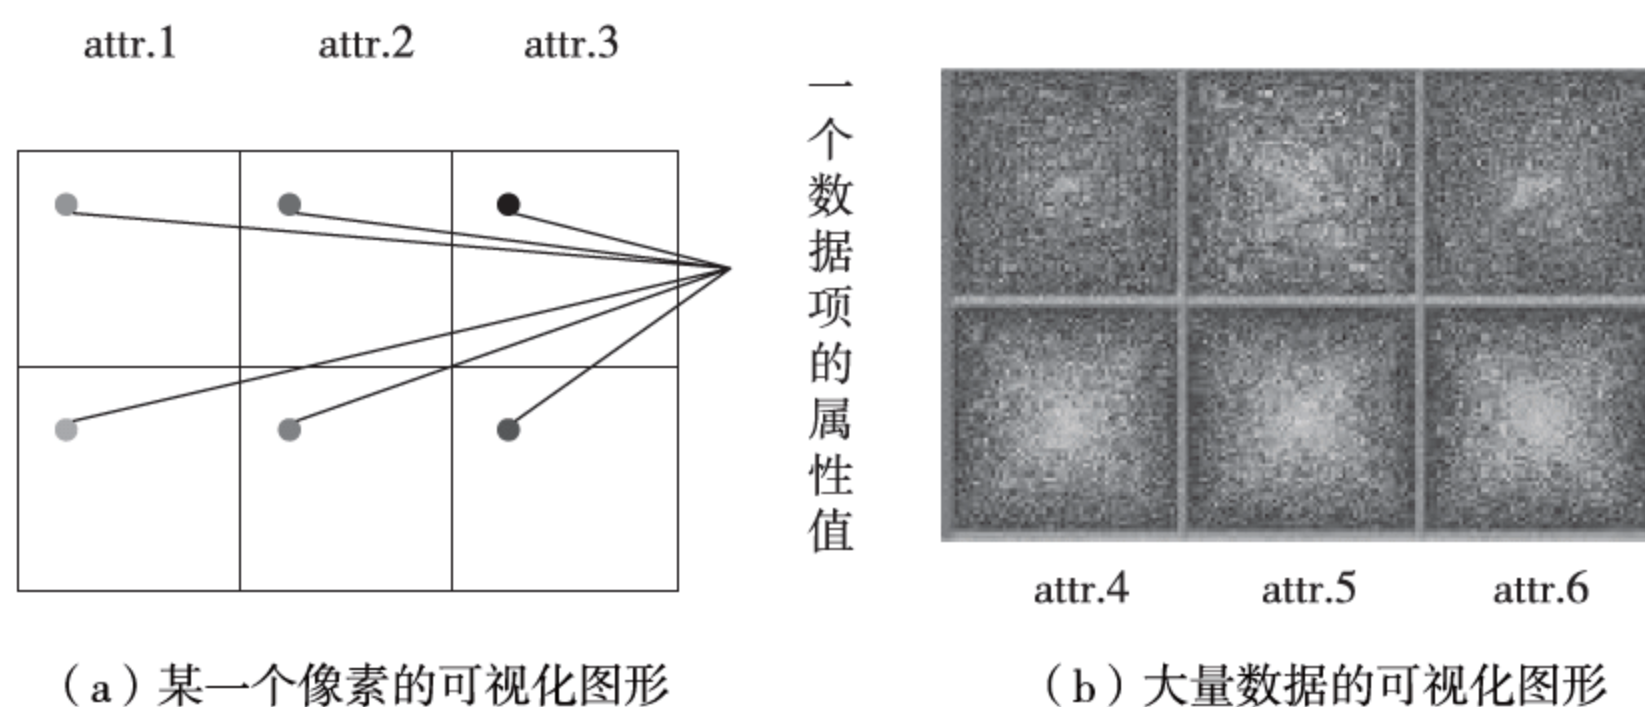 attr.1 attr.2 attr.3
一个数据项的属性值
attr.4 attr.5 attr.6
（a）某一个像素的可视化图形
（b）大量数据的可视化图形